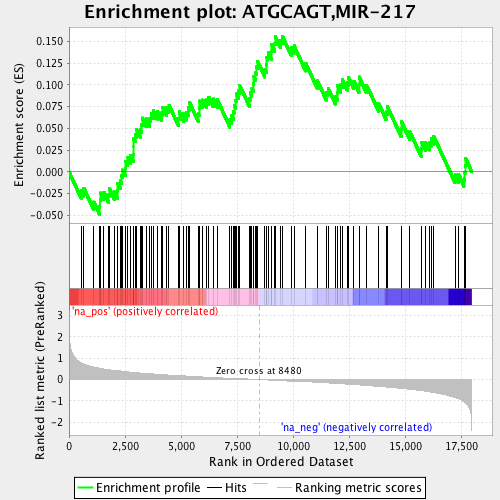 Enrichment plot: ATGCAGT,MIR-217
Enrichment score (ES)
0.150
0.125
0.100
0.075
0.050
0.025
0.000
-0.025
-0.050
'na_pos' (positively correlated)
Ranked list metric (PreRanked)
3
2
1
0
-1
-2
Zero cross at 8480
'na_neg' (negatively correlated)
0
2,500
5,000
7,500
10,000
12,500
15,000
17,500
Rank in Ordered Dataset
Enrichment profile
Hits
Ranking metric scores